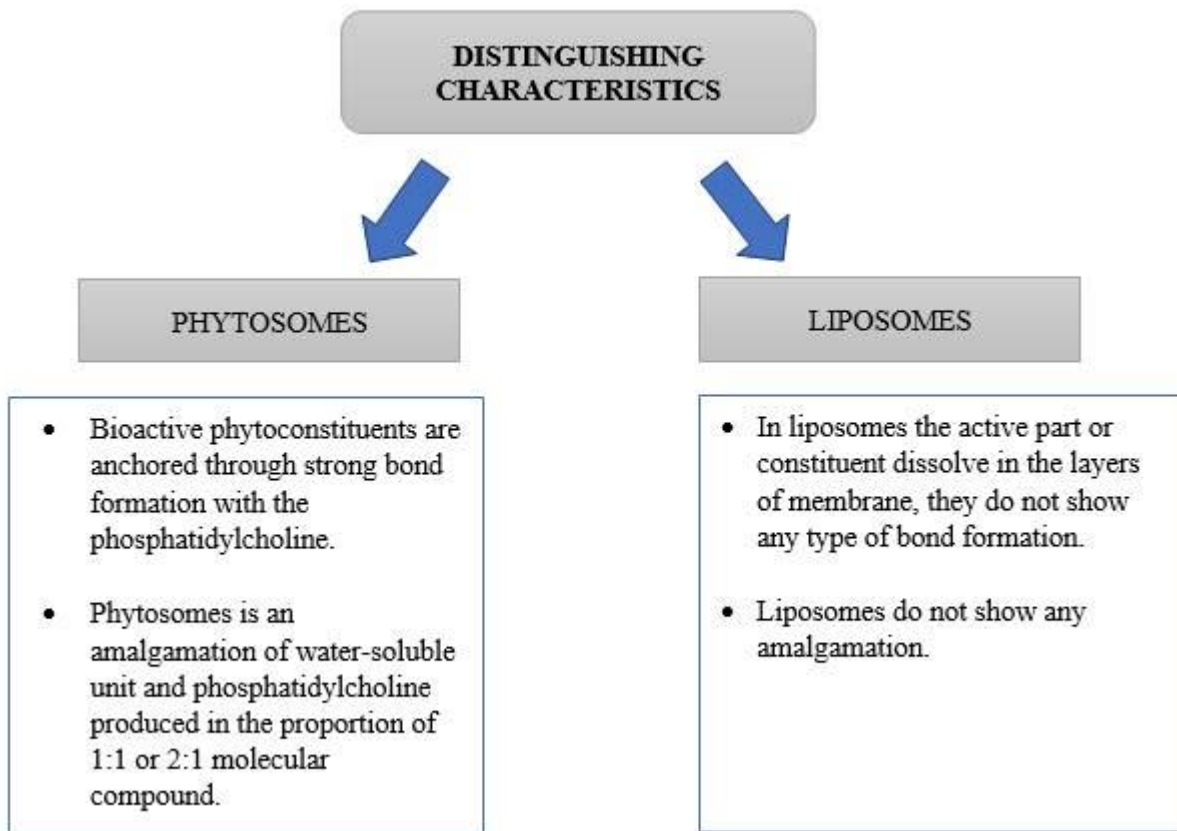 DISTINGUISHING
CHARACTERISTICS
PHYTOSOMES
• Bioactive phytoconstituents are
anchored through strong bond
formation with the
phosphatidylcholine.
• Phytosomes is an
amalgamation of water-soluble
unit and phosphatidylcholine
produced in the proportion of
1:1 or 2:1 molecular
compound.
LIPOSOMES
• In liposomes the active part or
constituent dissolve in the layers
of membrane, they do not show
any type of bond formation.
• Liposomes do not show any
amalgamation.